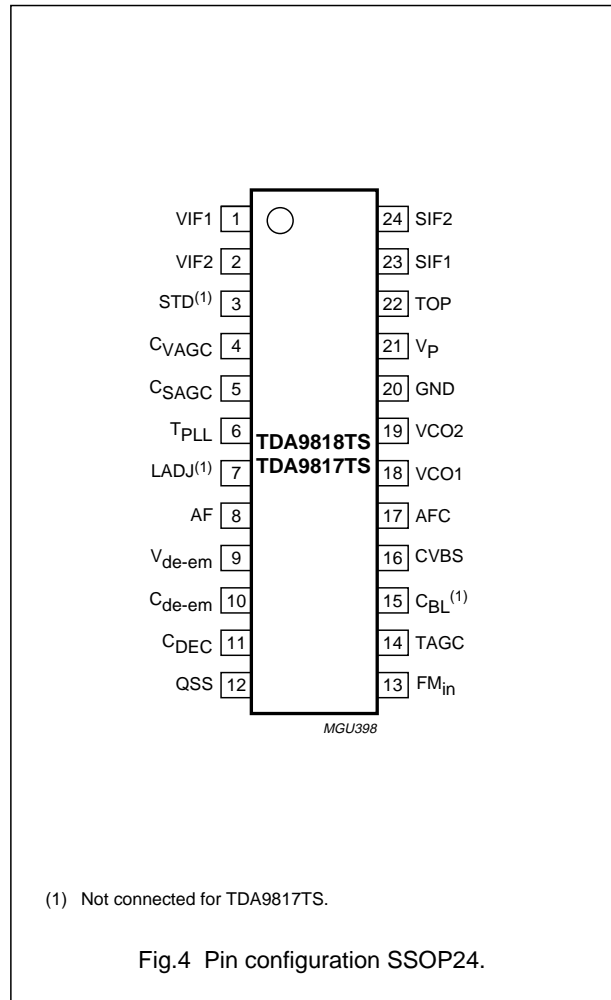 VIF1 1
VIF2 2
STD(1) 3
CVAGC 4
CSAGC 5
TPLL 6
LADJ(1) 7
AF 8
Vde-em 9
Cde-em 10
CDEC 11
QSS 12
TDA9818TS
TDA9817TS
24 SIF2
23 SIF1
22 TOP
21 VP
20 GND
19 VCO2
18 VCO1
17 AFC
16 CVBS
15 CBL(1)
14 TAGC
13 FMin
MGU398
(1) Not connected for TDA9817TS.
Fig.4 Pin configuration SSOP24.